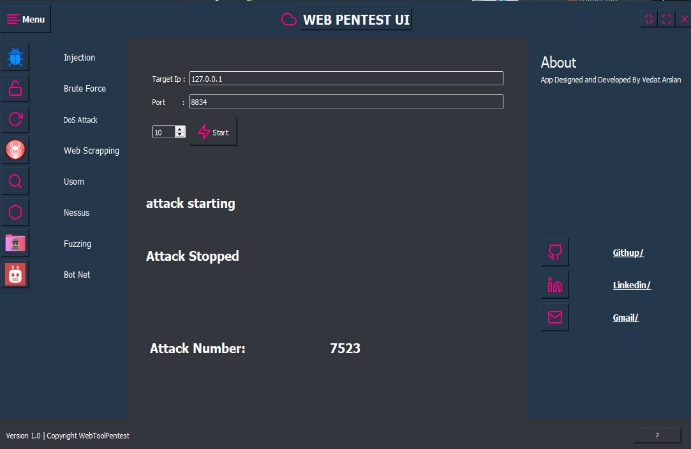 Menu
WEB PENTEST UI
Injection
Brute Force
DoS Attack
Web Scrapping
Usom
Nessus
Fuzzing
Bot Net
Target Ip : 127.0.0.1
Port : 8834
10
Start
attack starting
Attack Stopped
Attack Number: 7523
About
App Designed and Developed By Vedat Arslan
Githup/
Linkedin/
Gmail/
Version 1.0 | Copyright WebToolPentest
?